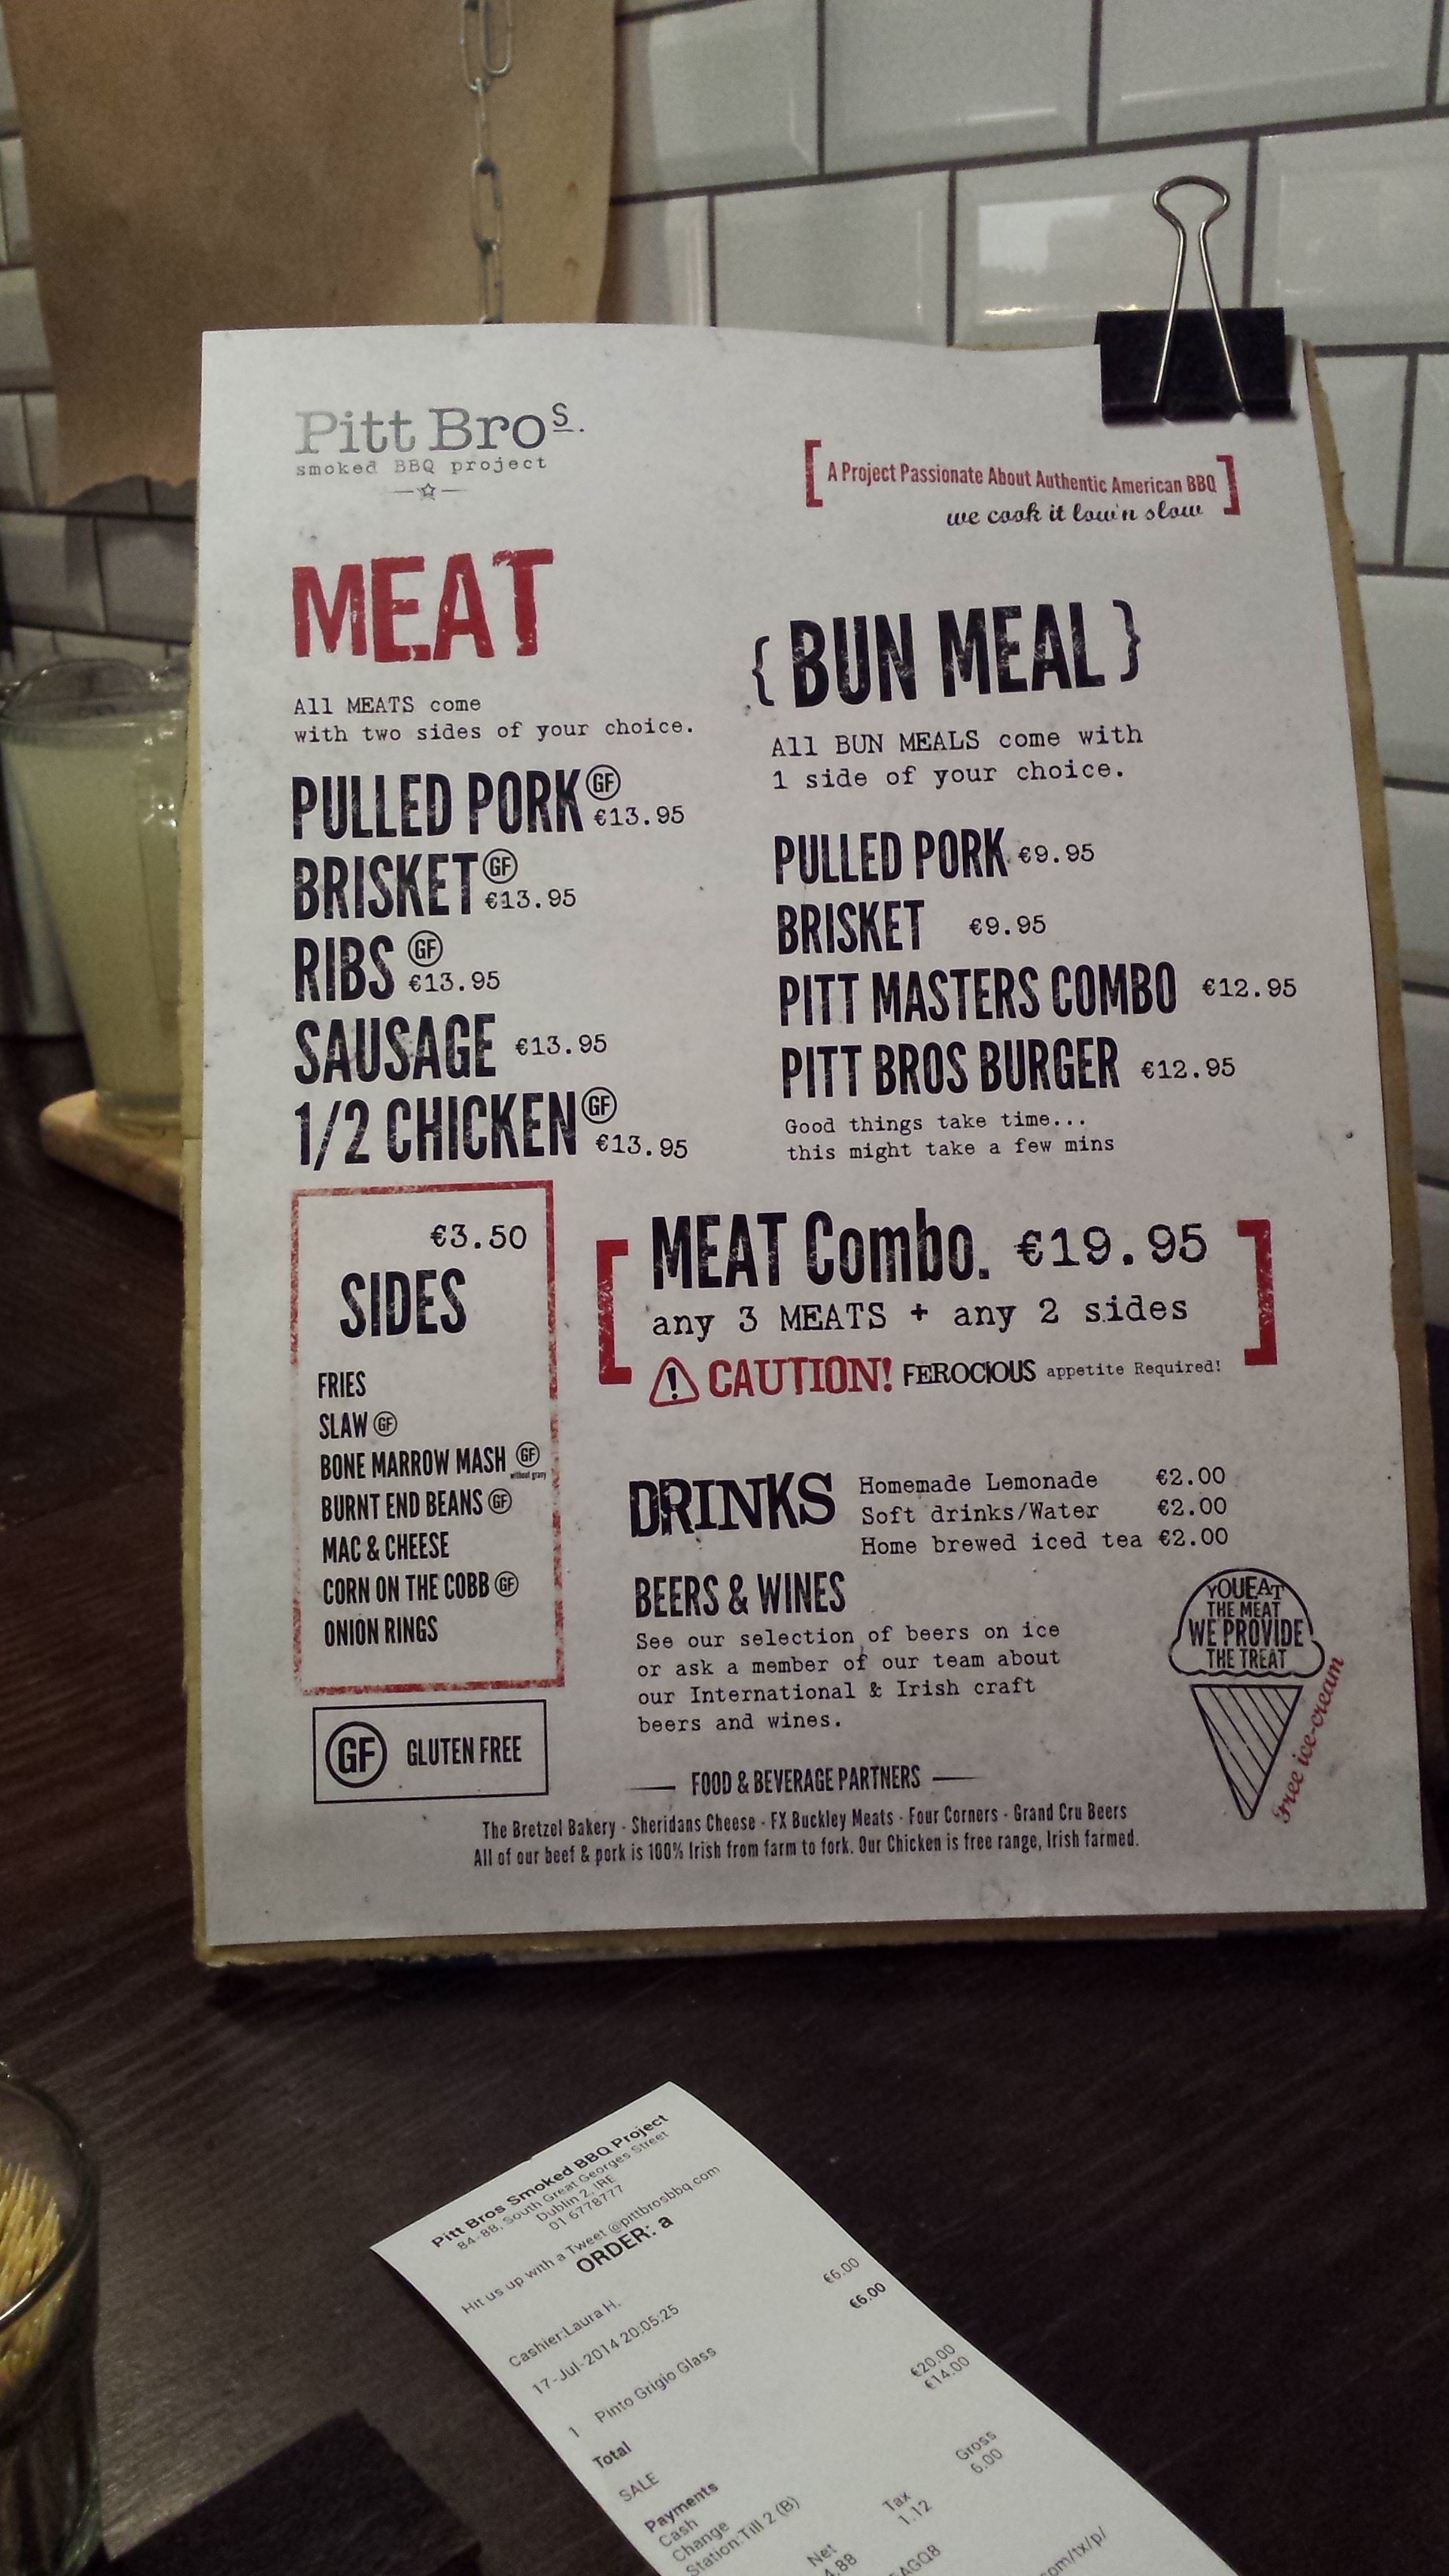 Pitt Bros.
smoked BBQ project
[ A Project Passionate About Authentic American BBQ ]
we cook it low'n slow
MEAT
All MEATS come
with two sides of your choice.
PULLED PORK GF €13.95
BRISKET GF €13.95
RIBS GF €13.95
SAUSAGE €13.95
1/2 CHICKEN GF €13.95
{ BUN MEAL }
All BUN MEALS come with
1 side of your choice.
PULLED PORK €9.95
BRISKET €9.95
PITT MASTERS COMBO €12.95
PITT BROS BURGER €12.95
Good things take time...
this might take a few mins
€3.50
SIDES
FRIES
SLAW GF
BONE MARROW MASH GF
without gravy
BURNT END BEANS GF
MAC & CHEESE
CORN ON THE COBB GF
ONION RINGS
GF GLUTEN FREE
[ MEAT Combo. €19.95 ]
any 3 MEATS + any 2 sides
! CAUTION! FEROCIOUS appetite Required!
DRINKS
Homemade Lemonade €2.00
Soft drinks/Water €2.00
Home brewed iced tea €2.00
BEERS & WINES
See our selection of beers on ice
or ask a member of our team about
our International & Irish craft
beers and wines.
YOU EAT
THE MEAT
WE PROVIDE
THE TREAT
Free ice-cream
FOOD & BEVERAGE PARTNERS
The Bretzel Bakery - Sheridans Cheese - FX Buckley Meats - Four Corners - Grand Cru Beers
All of our beef & pork is 100% Irish from farm to fork. Our Chicken is free range, Irish farmed.
Pitt Bros Smoked BBQ Project
84-88, South Great Georges Street
Dublin 2, IRE
01 6778777
Hit us up with a Tweet @pittbrosbbq.com
ORDER: a
Cashier:Laura H.
17-Jul-2014 20:05:25
1 Pinto Grigio Glass €6.00
Total €6.00
SALE
Payments
Cash €20.00
Change €14.00
Station:Till 2 (B)
Net Tax Gross
4.88 1.12 6.00
AGQ8
com/tx/p/